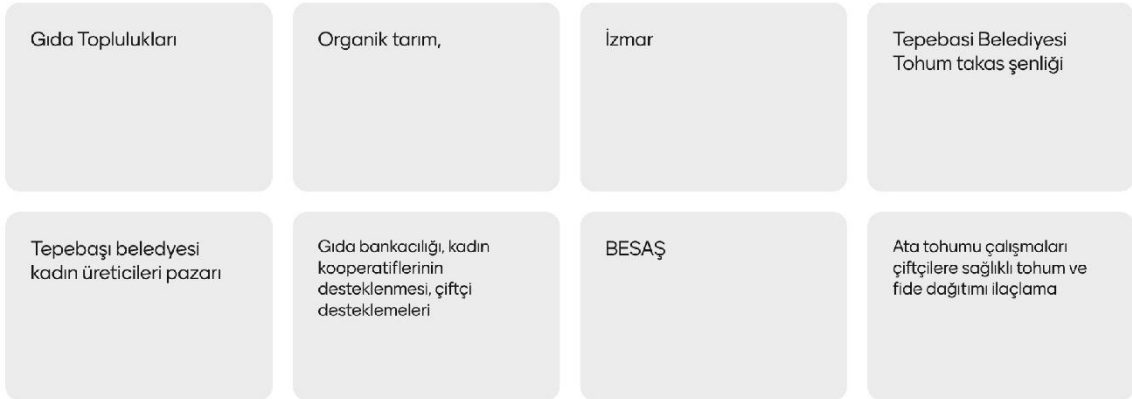 Gıda Toplulukları
Organik tarım,
İzmar
Tepebasi Belediyesi
Tohum takas şenliği
Tepebaşı beledyesi
kadın üreticileri pazarı
Gıda bankacılığı, kadın
kooperatiflerinin
desteklenmesi, çiftçi
desteklemeleri
BESAŞ
Ata tohumu çalışmaları
çiftçilere sağlıklı tohum ve
fide dağıtımı ilaçlama